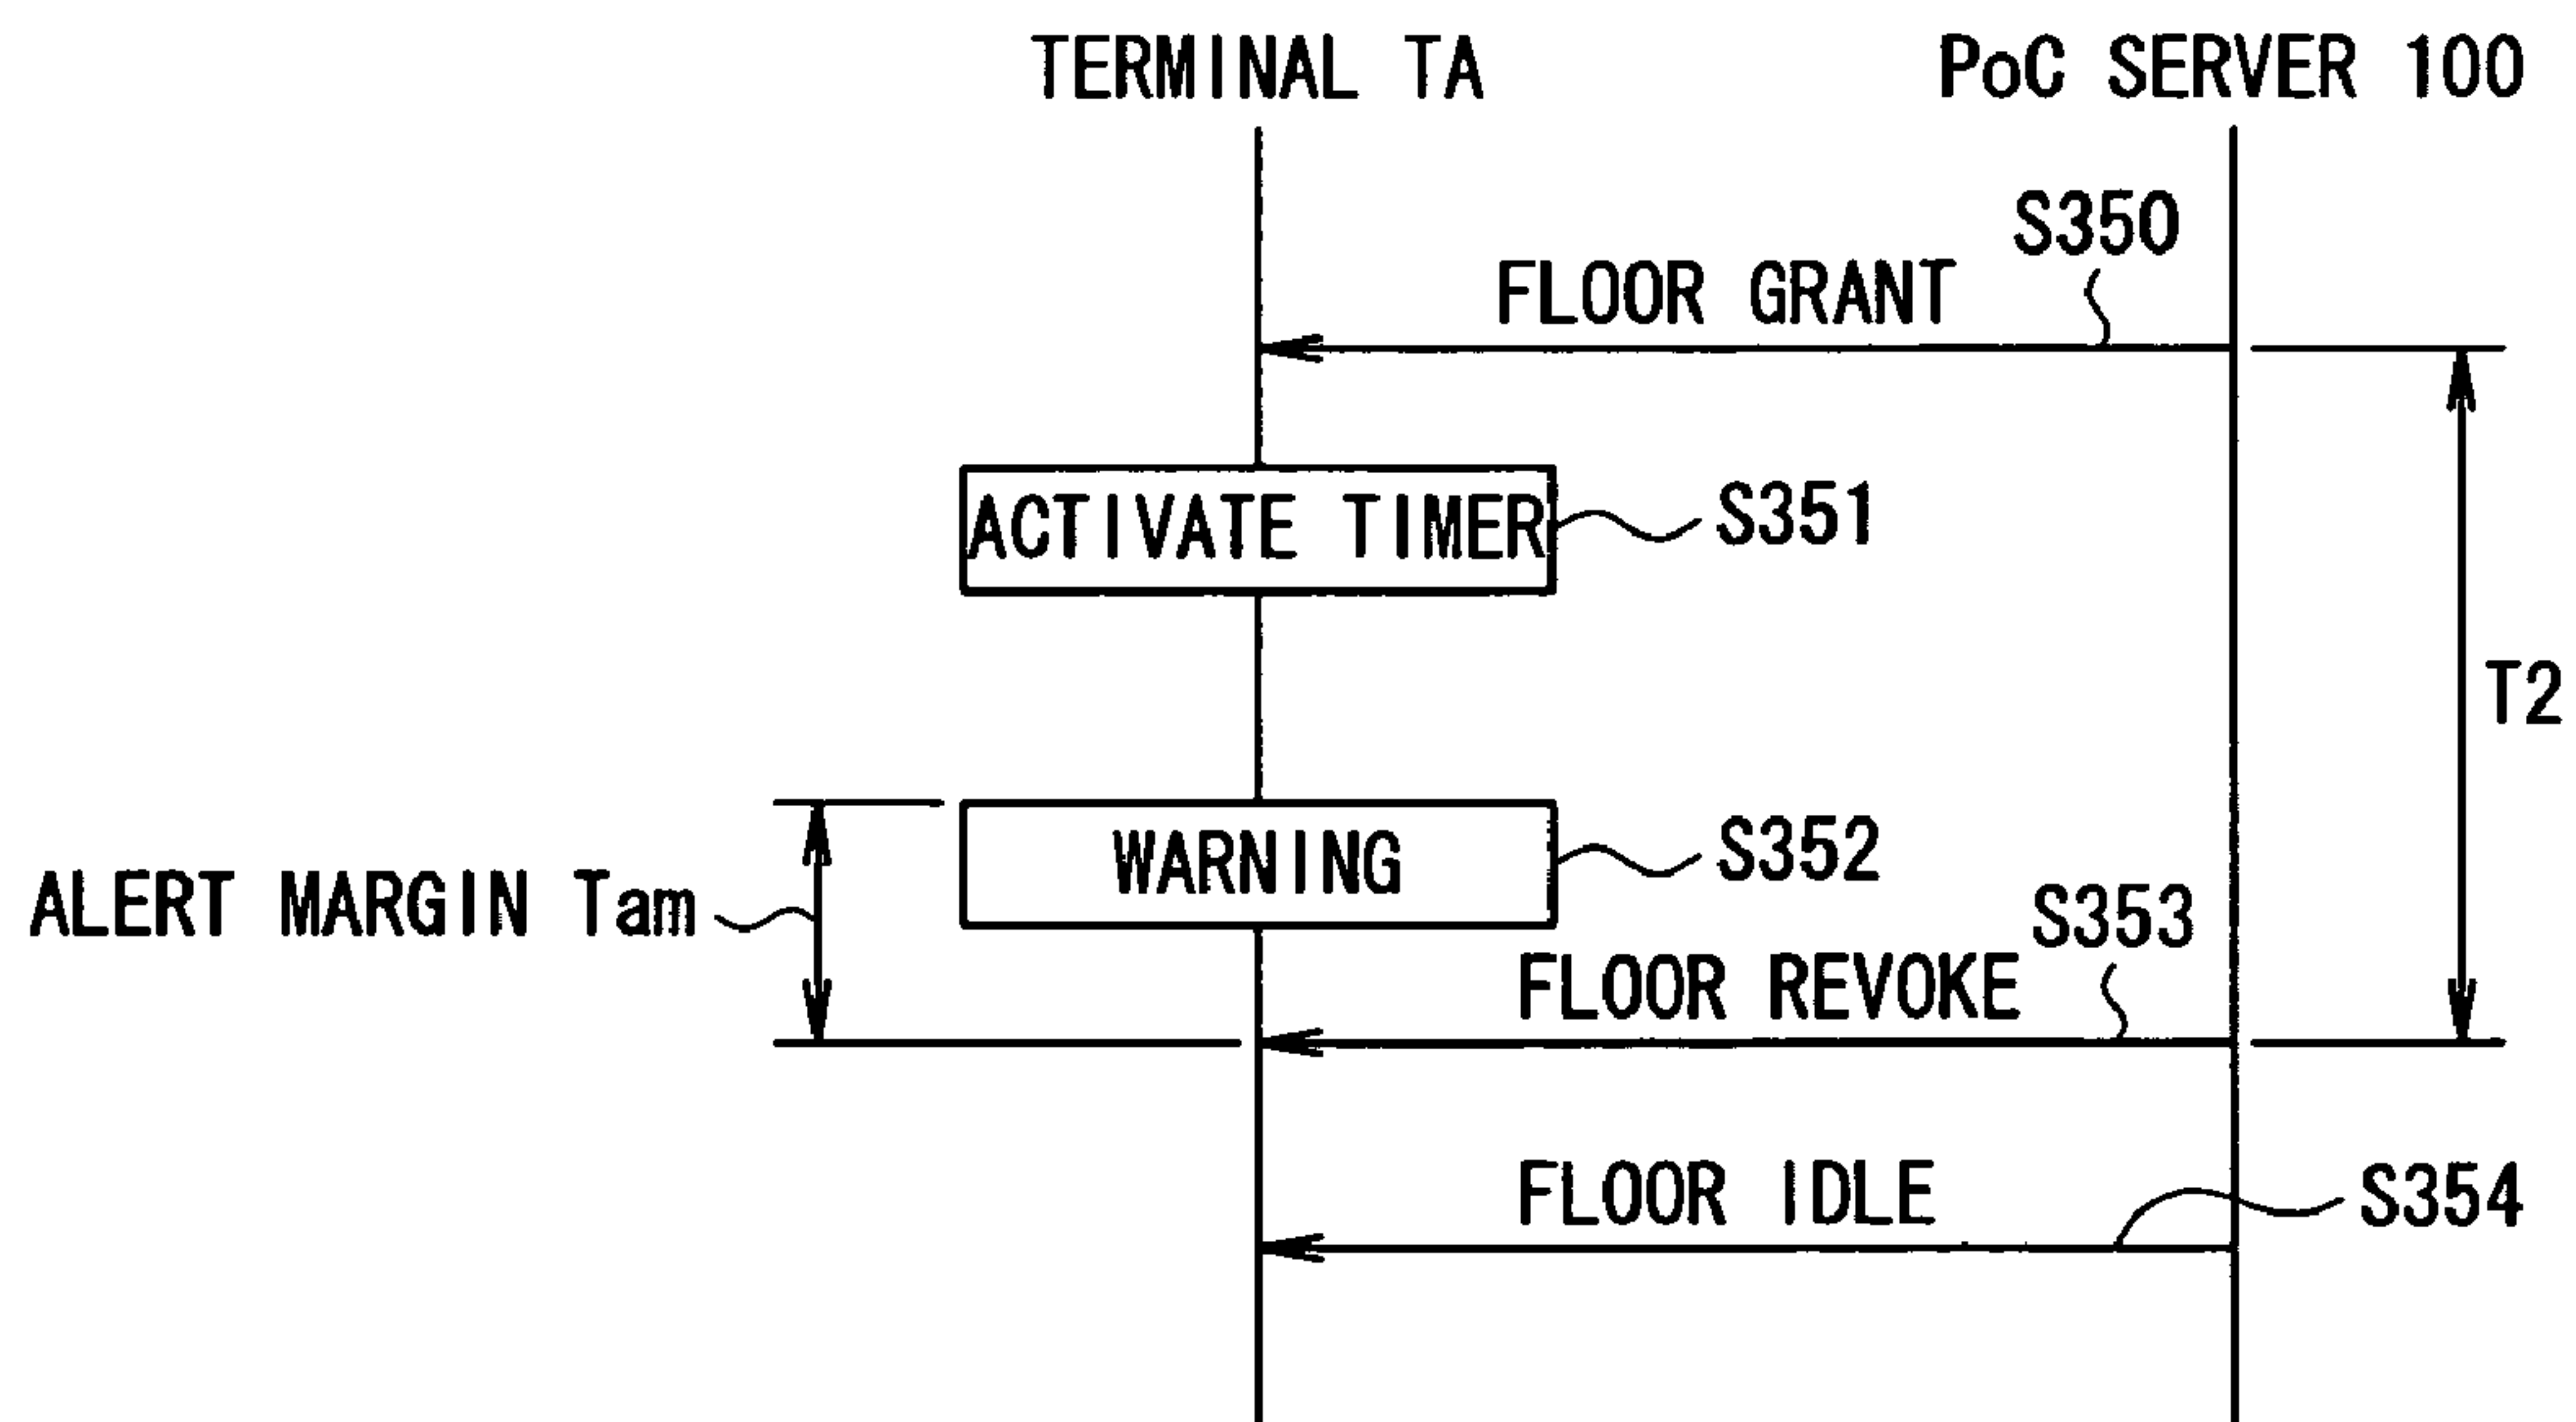 TERMINAL TA
PoC SERVER 100
S350
FLOOR GRANT
ACTIVATE TIMER
S351
T2
WARNING
S352
ALERT MARGIN Tam
S353
FLOOR REVOKE
FLOOR IDLE
S354